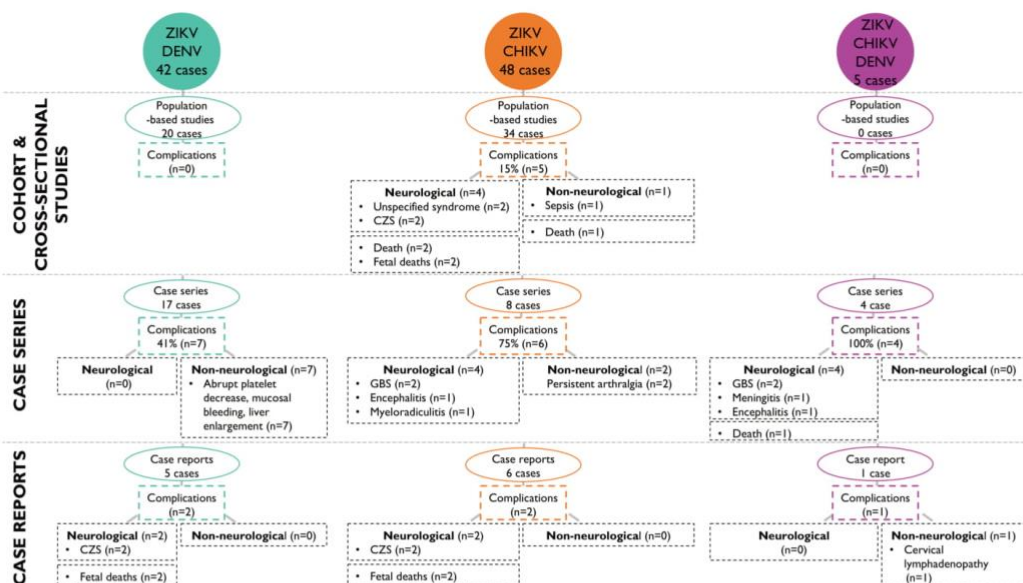 ZIKV
DENV
42 cases
ZIKV
CHIKV
48 cases
ZIKV
CHIKV
DENV
5 cases
COHORT &
CROSS-SECTIONAL
STUDIES
Population
-based studies
20 cases
Complications
(n=0)
Population
-based studies
34 cases
Complications
15% (n=5)
Neurological (n=4)
• Unspecified syndrome (n=2)
• CZS (n=2)
• Death (n=2)
• Fetal deaths (n=2)
Non-neurological (n=1)
• Sepsis (n=1)
• Death (n=1)
Population
-based studies
0 cases
Complications
(n=0)
CASE SERIES
Case series
17 cases
Complications
41% (n=7)
Neurological
(n=0)
Non-neurological (n=7)
• Abrupt platelet
decrease, mucosal
bleeding, liver
enlargement (n=7)
Case series
8 cases
Complications
75% (n=6)
Neurological (n=4)
• GBS (n=2)
• Encephalitis (n=1)
• Myeloradiculitis (n=1)
Non-neurological (n=2)
Persistent arthralgia (n=2)
Case series
4 case
Complications
100% (n=4)
Neurological (n=4)
• GBS (n=2)
• Meningitis (n=1)
• Encephalitis (n=1)
• Death (n=1)
Non-neurological (n=0)
CASE REPORTS
Case reports
5 cases
Complications
(n=2)
Neurological (n=2)
• CZS (n=2)
• Fetal deaths (n=2)
Non-neurological (n=0)
Case reports
6 cases
Complications
(n=2)
Neurological (n=2)
• CZS (n=2)
• Fetal deaths (n=2)
Non-neurological (n=0)
Case report
1 case
Complications
(n=1)
Neurological
(n=0)
Non-neurological (n=1)
• Cervical
lymphadenopathy
(n=1)